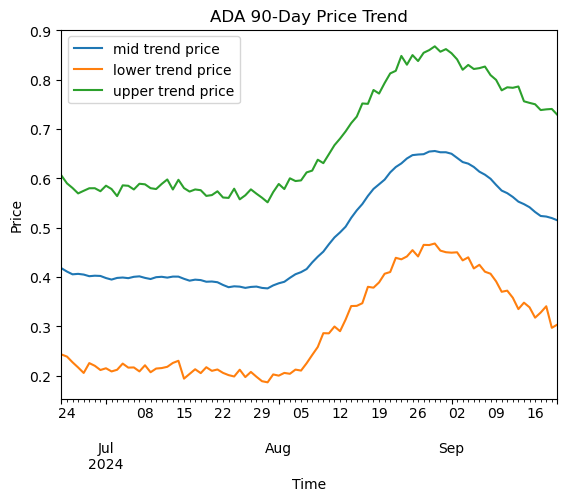 ADA 90-Day Price Trend
mid trend price
lower trend price
upper trend price
Price
0.9
0.8
0.7
0.6
0.5
0.4
0.3
0.2
24 08 15 22 29 05 12 19 26 02 09 16
Jul Aug Sep
2024
Time